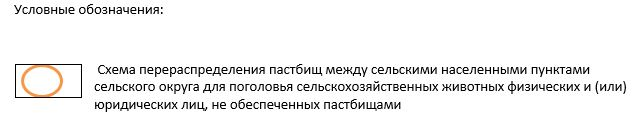 Условные обозначения:
Схема перераспределения пастбищ между сельскими населенными пунктами
сельского округа для поголовья сельскохозяйственных животных физических и (или)
юридических лиц, не обеспеченных пастбищами